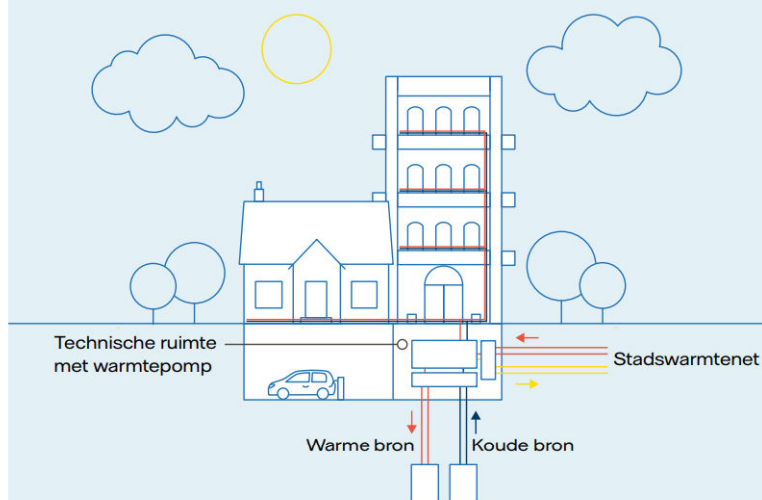 Technische ruimte
met warmtepomp
Stadswarmtenet
Warme bron
Koude bron